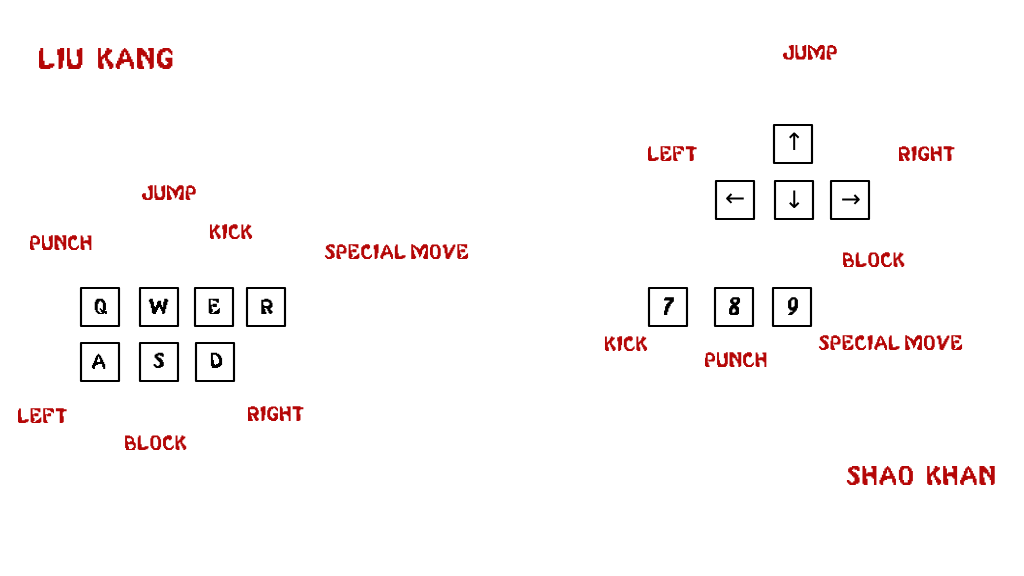 LIU KANG
JUMP
PUNCH
KICK
SPECIAL MOVE
Q W E R
A S D
LEFT
BLOCK
RIGHT
JUMP
LEFT
RIGHT
↑
← ↓ →
BLOCK
7 8 9
KICK
PUNCH
SPECIAL MOVE
SHAO KHAN